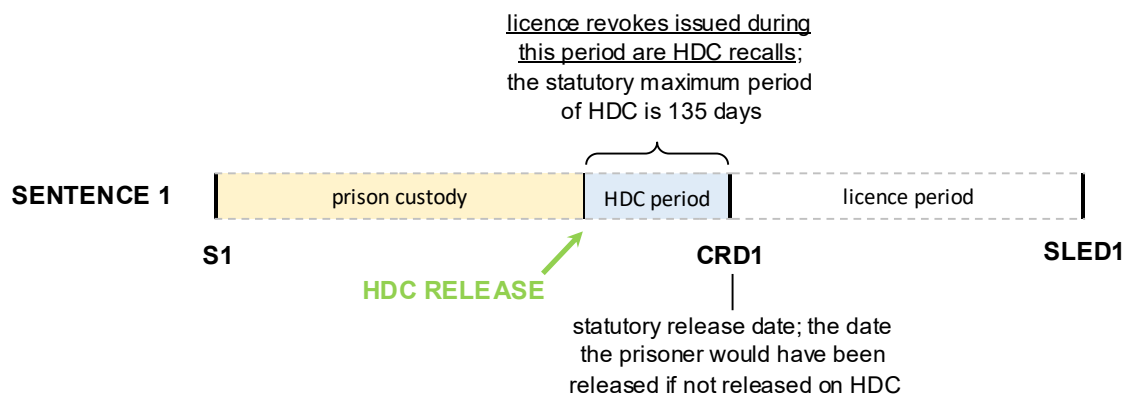 licence revokes issued during
this period are HDC recalls;
the statutory maximum period
of HDC is 135 days
SENTENCE 1
prison custody
HDC period
licence period
S1
CRD1
SLED1
HDC RELEASE
statutory release date; the date
the prisoner would have been
released if not released on HDC